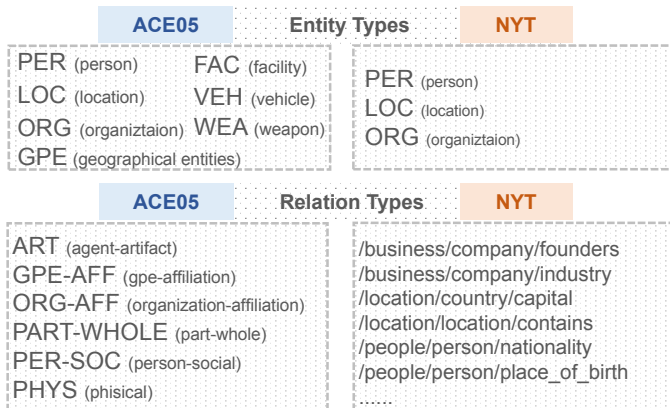 ACE05 Entity Types NYT
PER (person) FAC (facility)
LOC (location) VEH (vehicle)
ORG (organiztaion) WEA (weapon)
GPE (geographical entities)
PER (person)
LOC (location)
ORG (organiztaion)
ACE05 Relation Types NYT
ART (agent-artifact)
GPE-AFF (gpe-affiliation)
ORG-AFF (organization-affiliation)
PART-WHOLE (part-whole)
PER-SOC (person-social)
PHYS (phisical)
/business/company/founders
/business/company/industry
/location/country/capital
/location/location/contains
/people/person/nationality
/people/person/place_of_birth
......